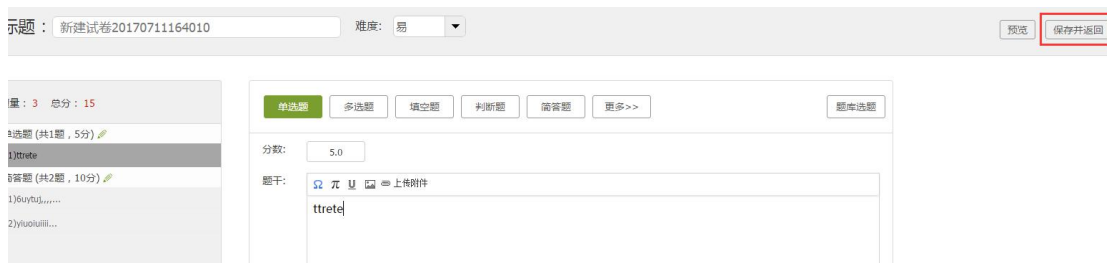 示题： 新建试卷20170711164010 难度: 易 预览 保存并返回
量: 3 总分: 15
单选题 多选题 填空题 判断题 简答题 更多>> 题库选题
单选题 (共1题 , 5分)
1)ttrete
分数: 5.0
简答题 (共2题 , 10分)
题干: Ω π U 上传附件
1)6uytuj,,,,...
ttrete
2)yiuoiuiiii...